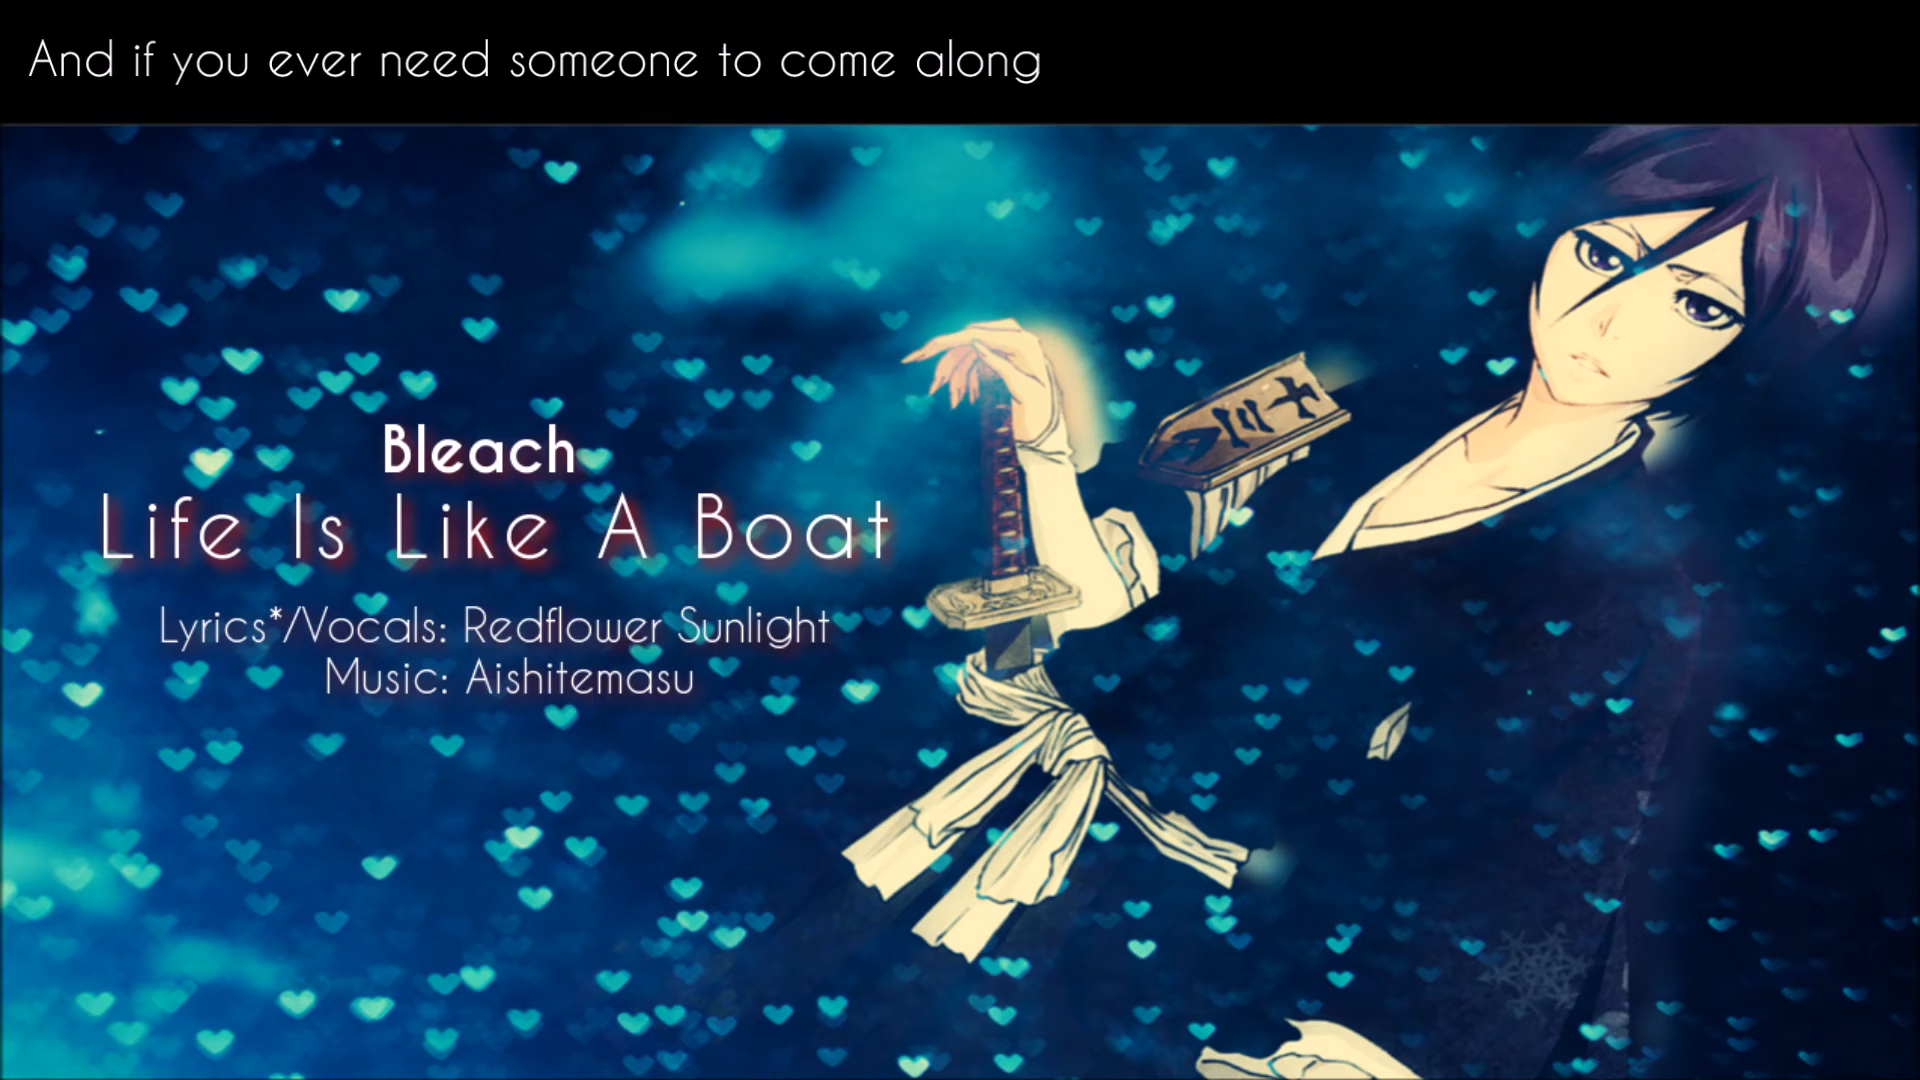 And if you ever need someone to come along
Bleach
Life Is Like A Boat
Lyrics*/Vocals: Redflower Sunlight
Music: Aishitemasu